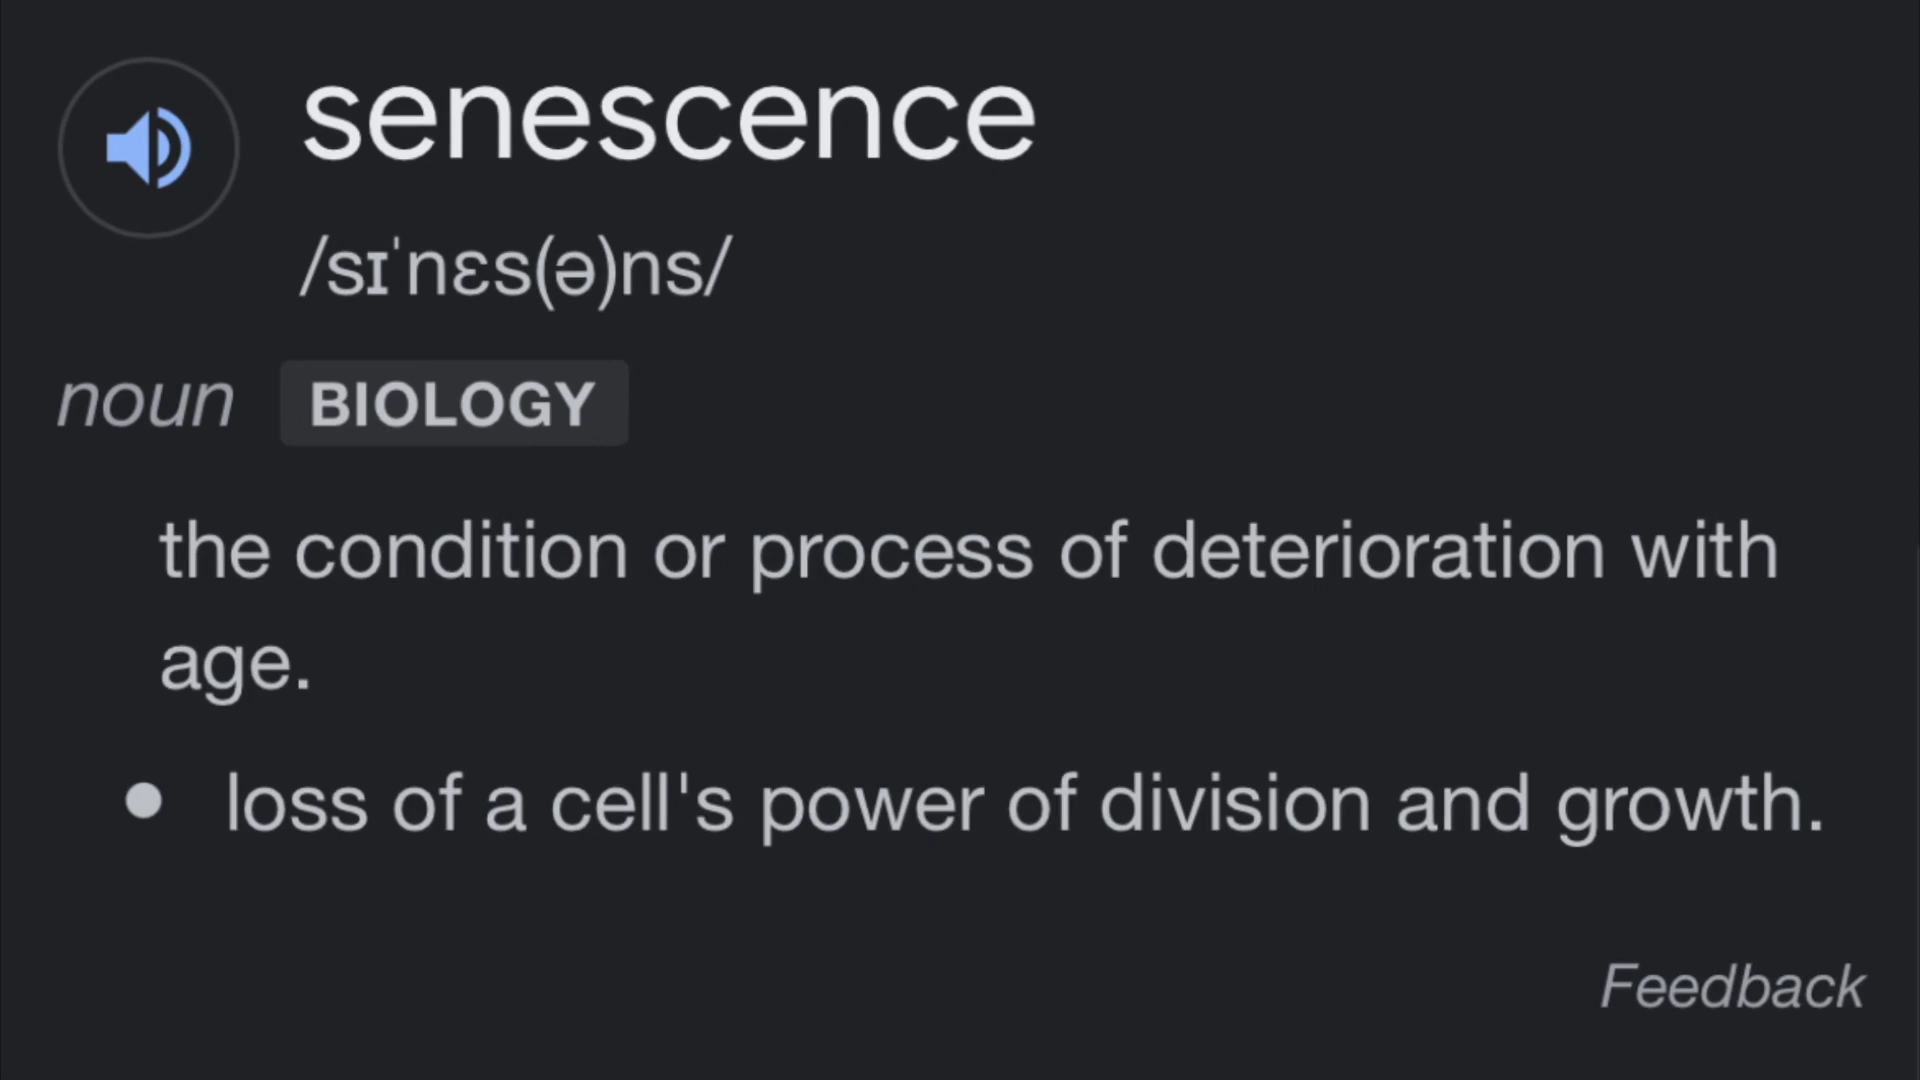 senescence
/sɪˈnɛs(ə)ns/
noun BIOLOGY
the condition or process of deterioration with
age.
loss of a cell's power of division and growth.
Feedback